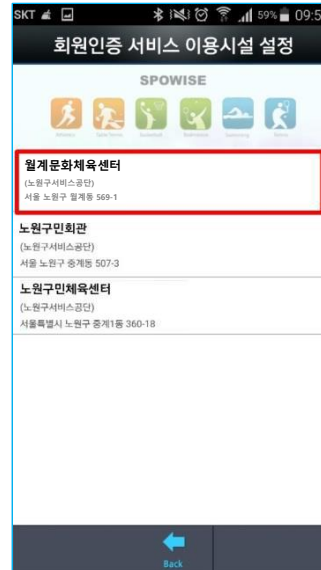 SKT 59% 09:5
회원인증 서비스 이용시설 설정
SPOWISE
월계문화체육센터
(노원구서비스공단)
서울 노원구 월계동 569-1
노원구민회관
(노원구서비스공단)
서울 노원구 중계동 507-3
노원구민체육센터
(노원구서비스공단)
서울특별시 노원구 중계1동 360-18
Back